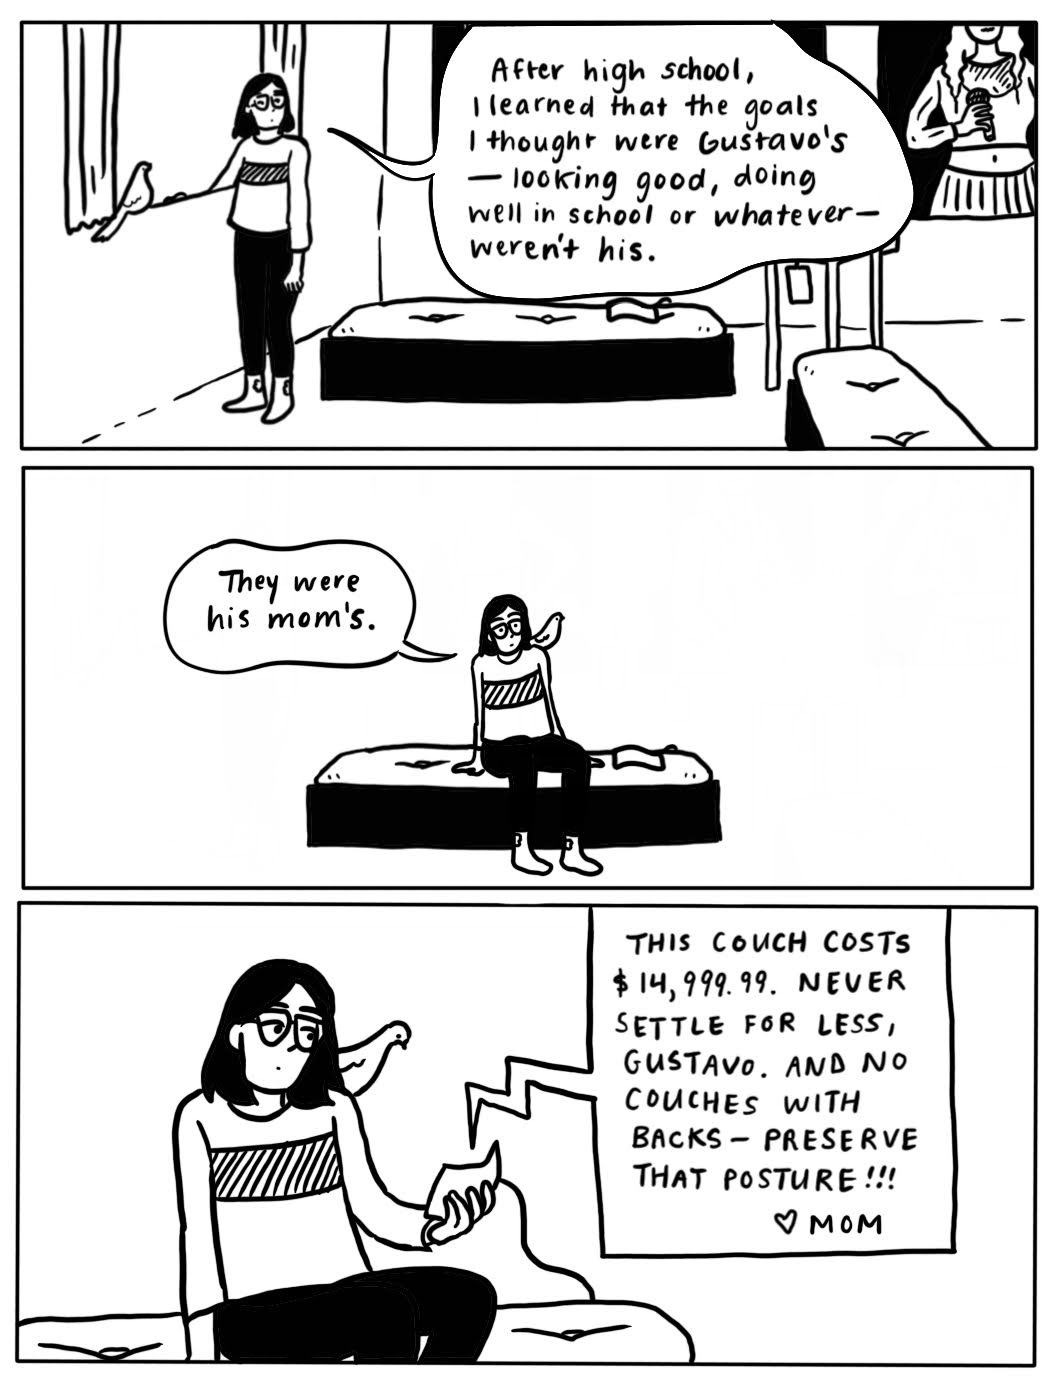 After high school,
I learned that the goals
I thought were Gustavo's
— looking good, doing
well in school or whatever —
weren't his.
They were
his mom's.
THIS COUCH COSTS
$14,999.99. NEVER
SETTLE FOR LESS,
GUSTAVO. AND NO
COUCHES WITH
BACKS — PRESERVE
THAT POSTURE!!!
♡ MOM